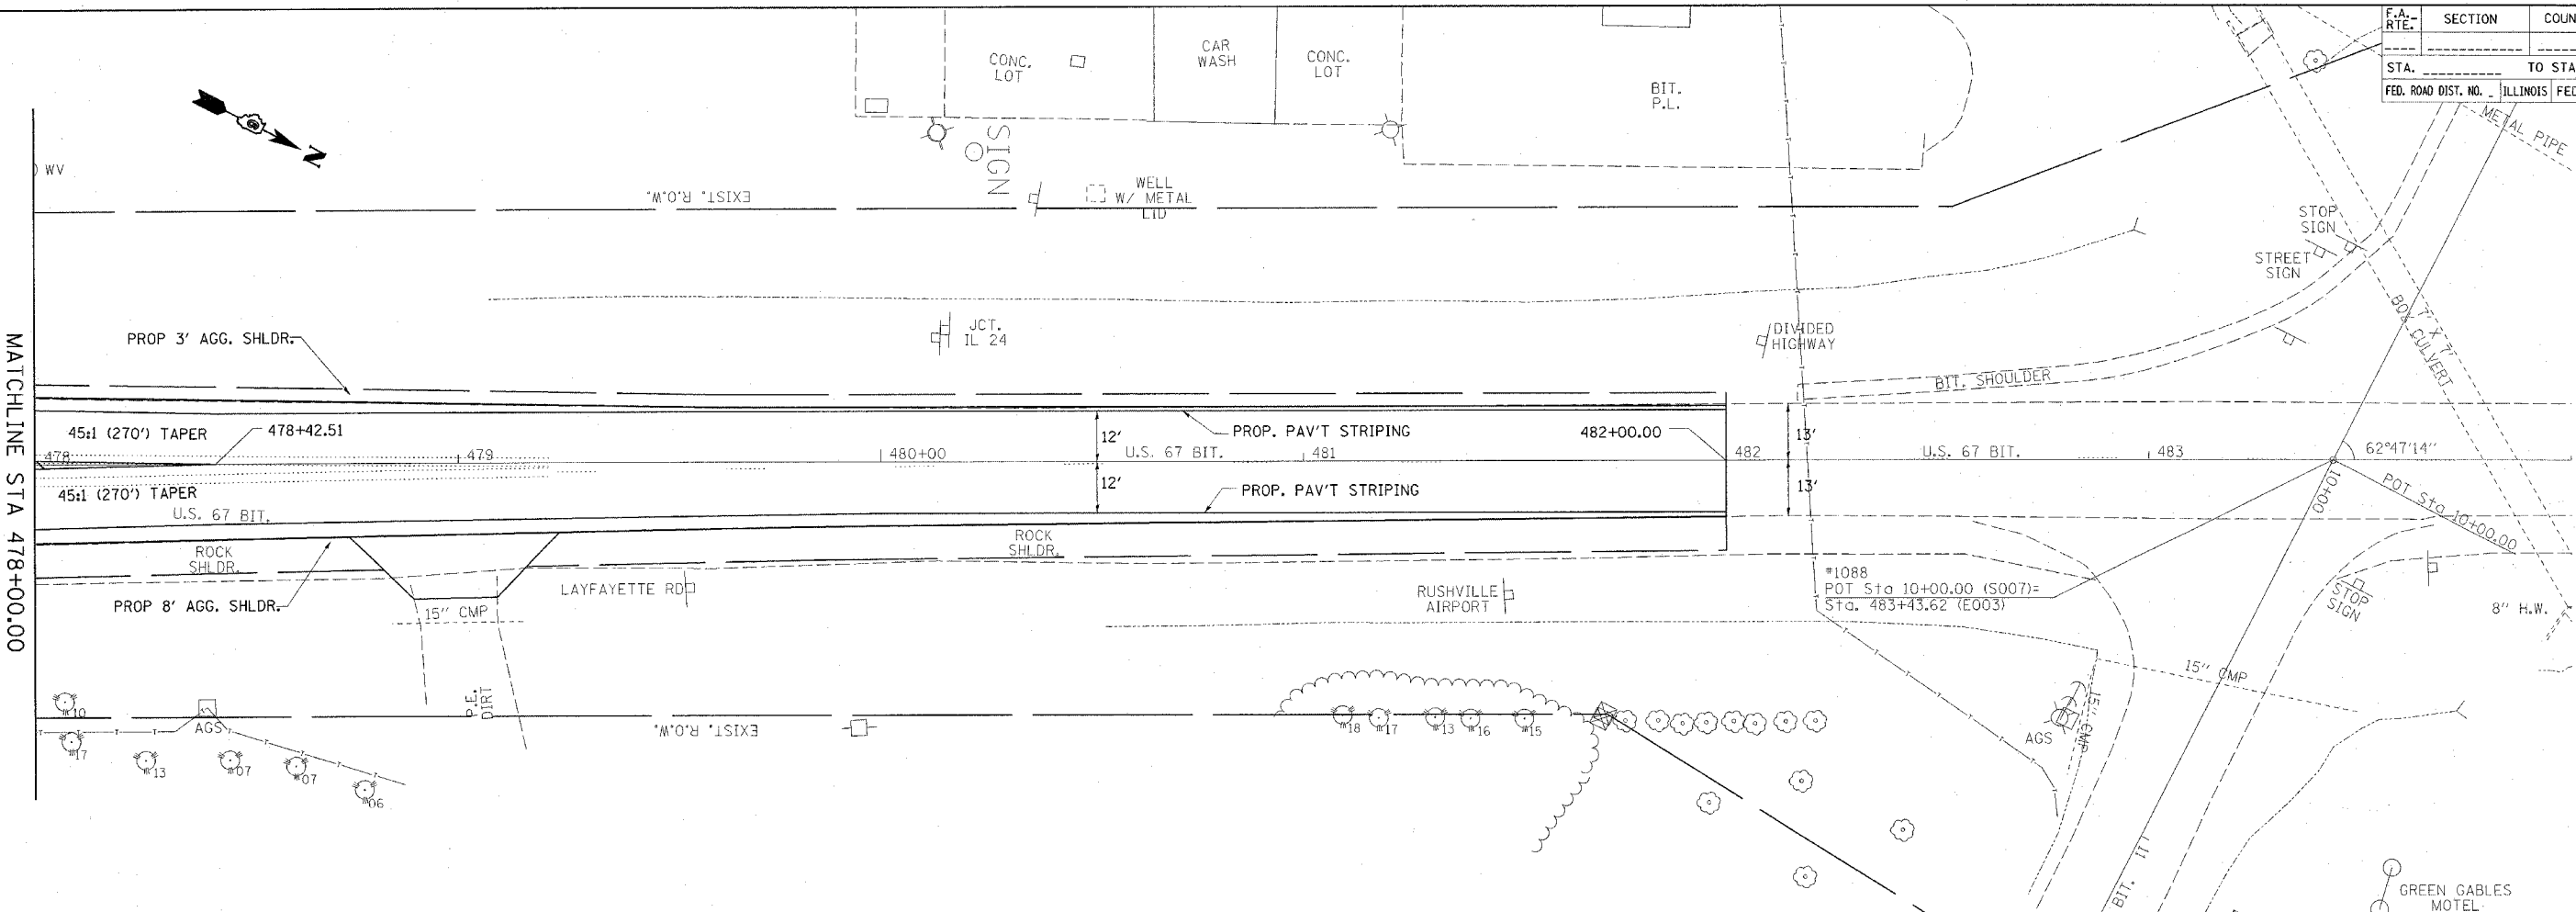 F.A.-
RTE.
SECTION
COUN
STA. __________ TO STA
FED. ROAD DIST. NO. _
ILLINOIS
FED
CONC.
LOT
CAR
WASH
CONC.
LOT
BIT.
P.L.
METAL PIPE
N
WV
SIGN
WELL
W/ METAL
LID
EXIST. R.O.W.
STOP
SIGN
STREET
SIGN
7' X 7'
BOX CULVERT
PROP 3' AGG. SHLDR.
JCT.
IL 24
DIVIDED
HIGHWAY
BIT. SHOULDER
MATCHLINE STA 478+00.00
45:1 (270') TAPER
478+42.51
12'
PROP. PAV'T STRIPING
482+00.00
13'
478
479
480+00
U.S. 67 BIT.
481
482
U.S. 67 BIT.
483
62°47'14"
45:1 (270') TAPER
12'
PROP. PAV'T STRIPING
13'
10+00
POT Sta 10+00.00
U.S. 67 BIT.
ROCK
SHLDR.
ROCK
SHLDR.
PROP 8' AGG. SHLDR.
15" CMP
LAYFAYETTE RD
RUSHVILLE
AIRPORT
#1088
POT Sta 10+00.00 (S007)=
Sta. 483+43.62 (E003)
STOP
SIGN
8" H.W.
15" CMP
15" CMP
P.E.
DIRT
EXIST. R.O.W.
10
17
AGS
13
07
07
06
18
17
13
16
15
AGS
BIT. 11'
GREEN GABLES
MOTEL